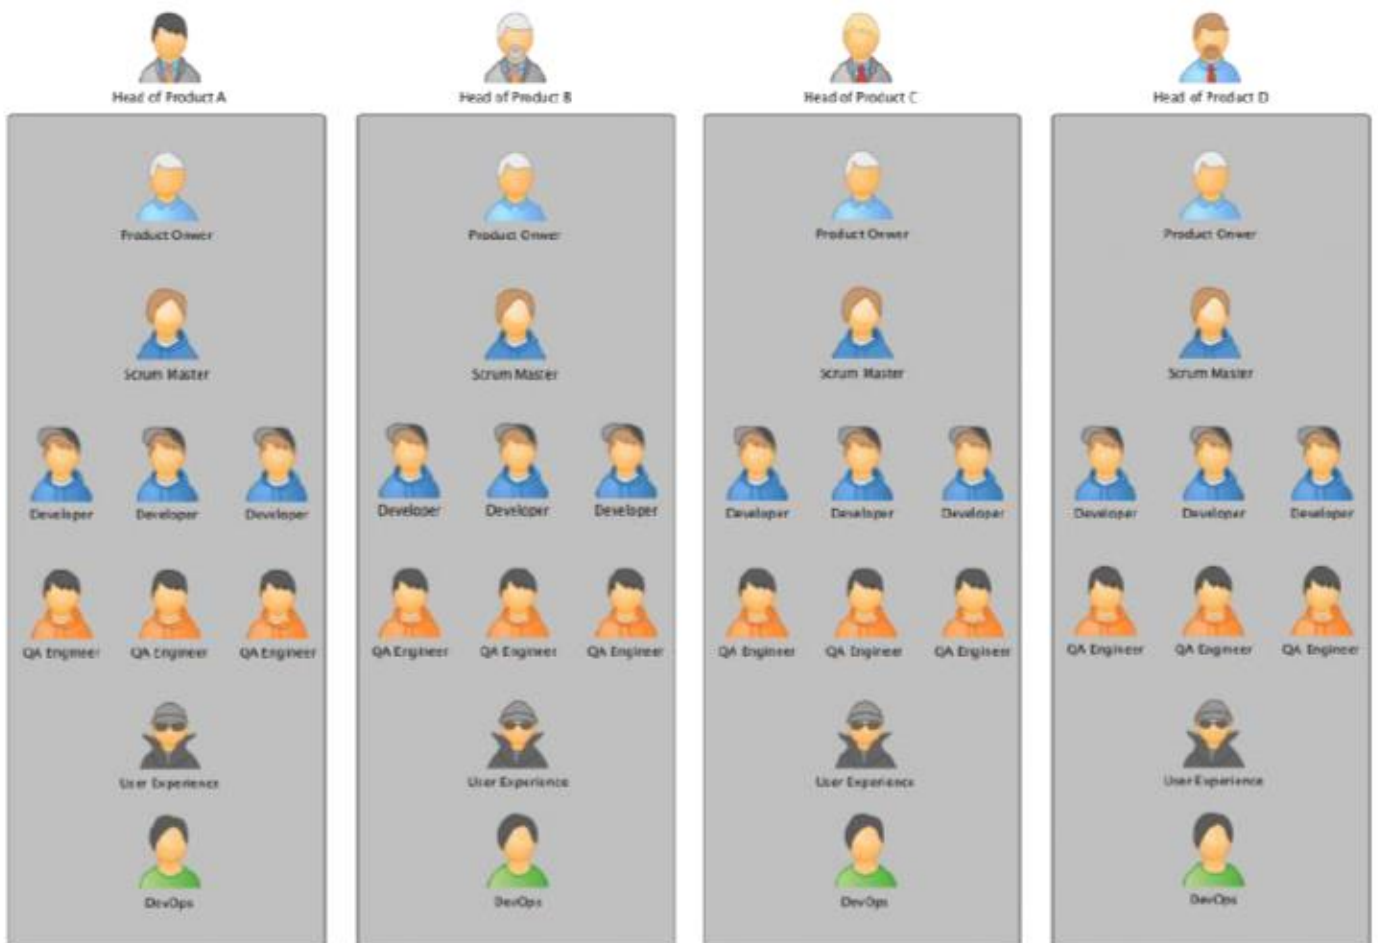 Head of Product A Head of Product B Head of Product C Head of Product D
Product Onwer Product Onwer Product Onwer Product Onwer
Scrum Master Scrum Master Scrum Master Scrum Master
Developer Developer Developer Developer Developer Developer Developer Developer Developer Developer Developer Developer
QA Engineer QA Engineer QA Engineer QA Engineer QA Engineer QA Engineer QA Engineer QA Engineer QA Engineer QA Engineer QA Engineer QA Engineer
User Experience User Experience User Experience User Experience
DevOps DevOps DevOps DevOps